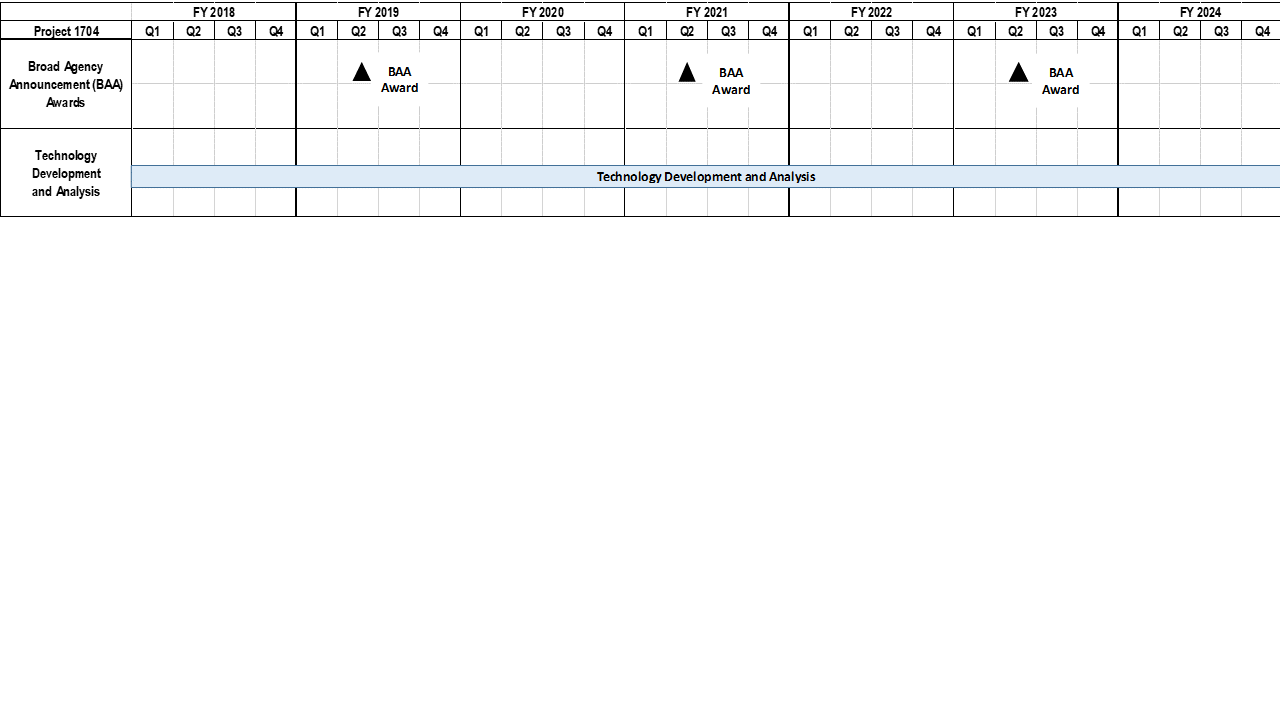 FY 2018 FY 2019 FY 2020 FY 2021 FY 2022 FY 2023 FY 2024
Project 1704 Q1 Q2 Q3 Q4 Q1 Q2 Q3 Q4 Q1 Q2 Q3 Q4 Q1 Q2 Q3 Q4 Q1 Q2 Q3 Q4 Q1 Q2 Q3 Q4 Q1 Q2 Q3 Q4
Broad Agency
Announcement (BAA)
Awards
BAA
Award
BAA
Award
BAA
Award
Technology
Development
and Analysis
Technology Development and Analysis